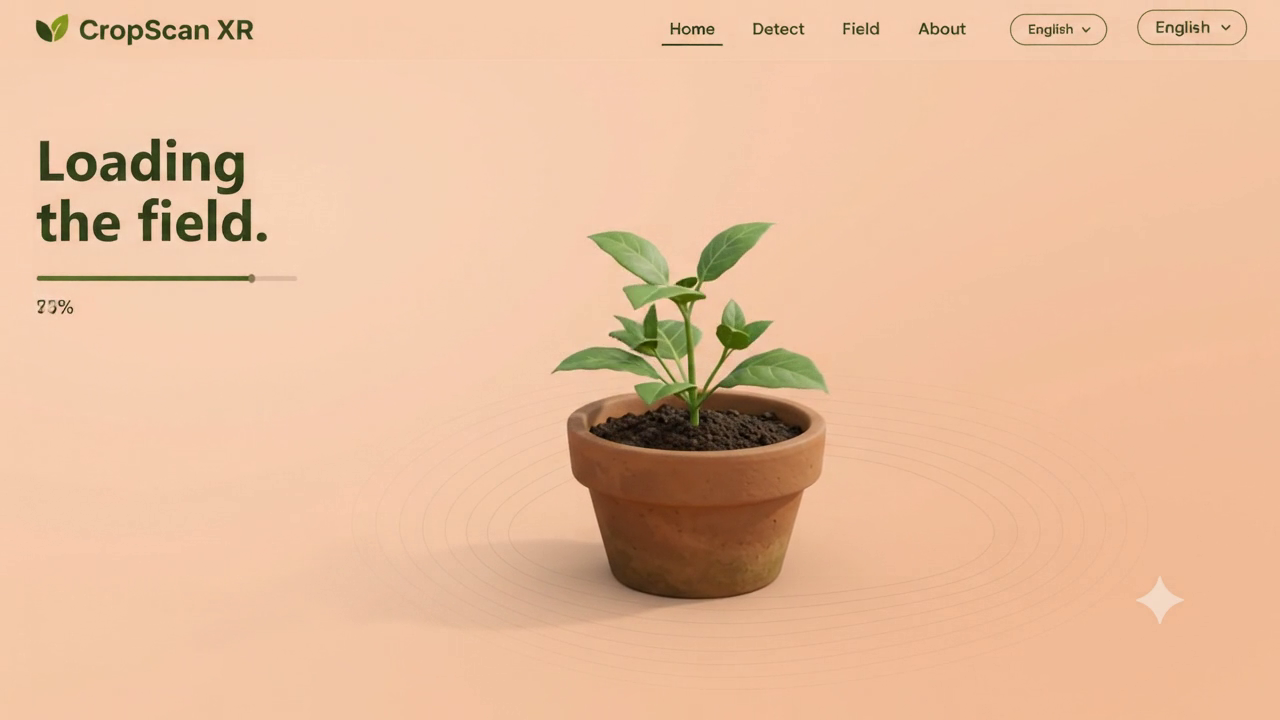 CropScan XR
Home
Detect
Field
About
English
English
Loading
the field.